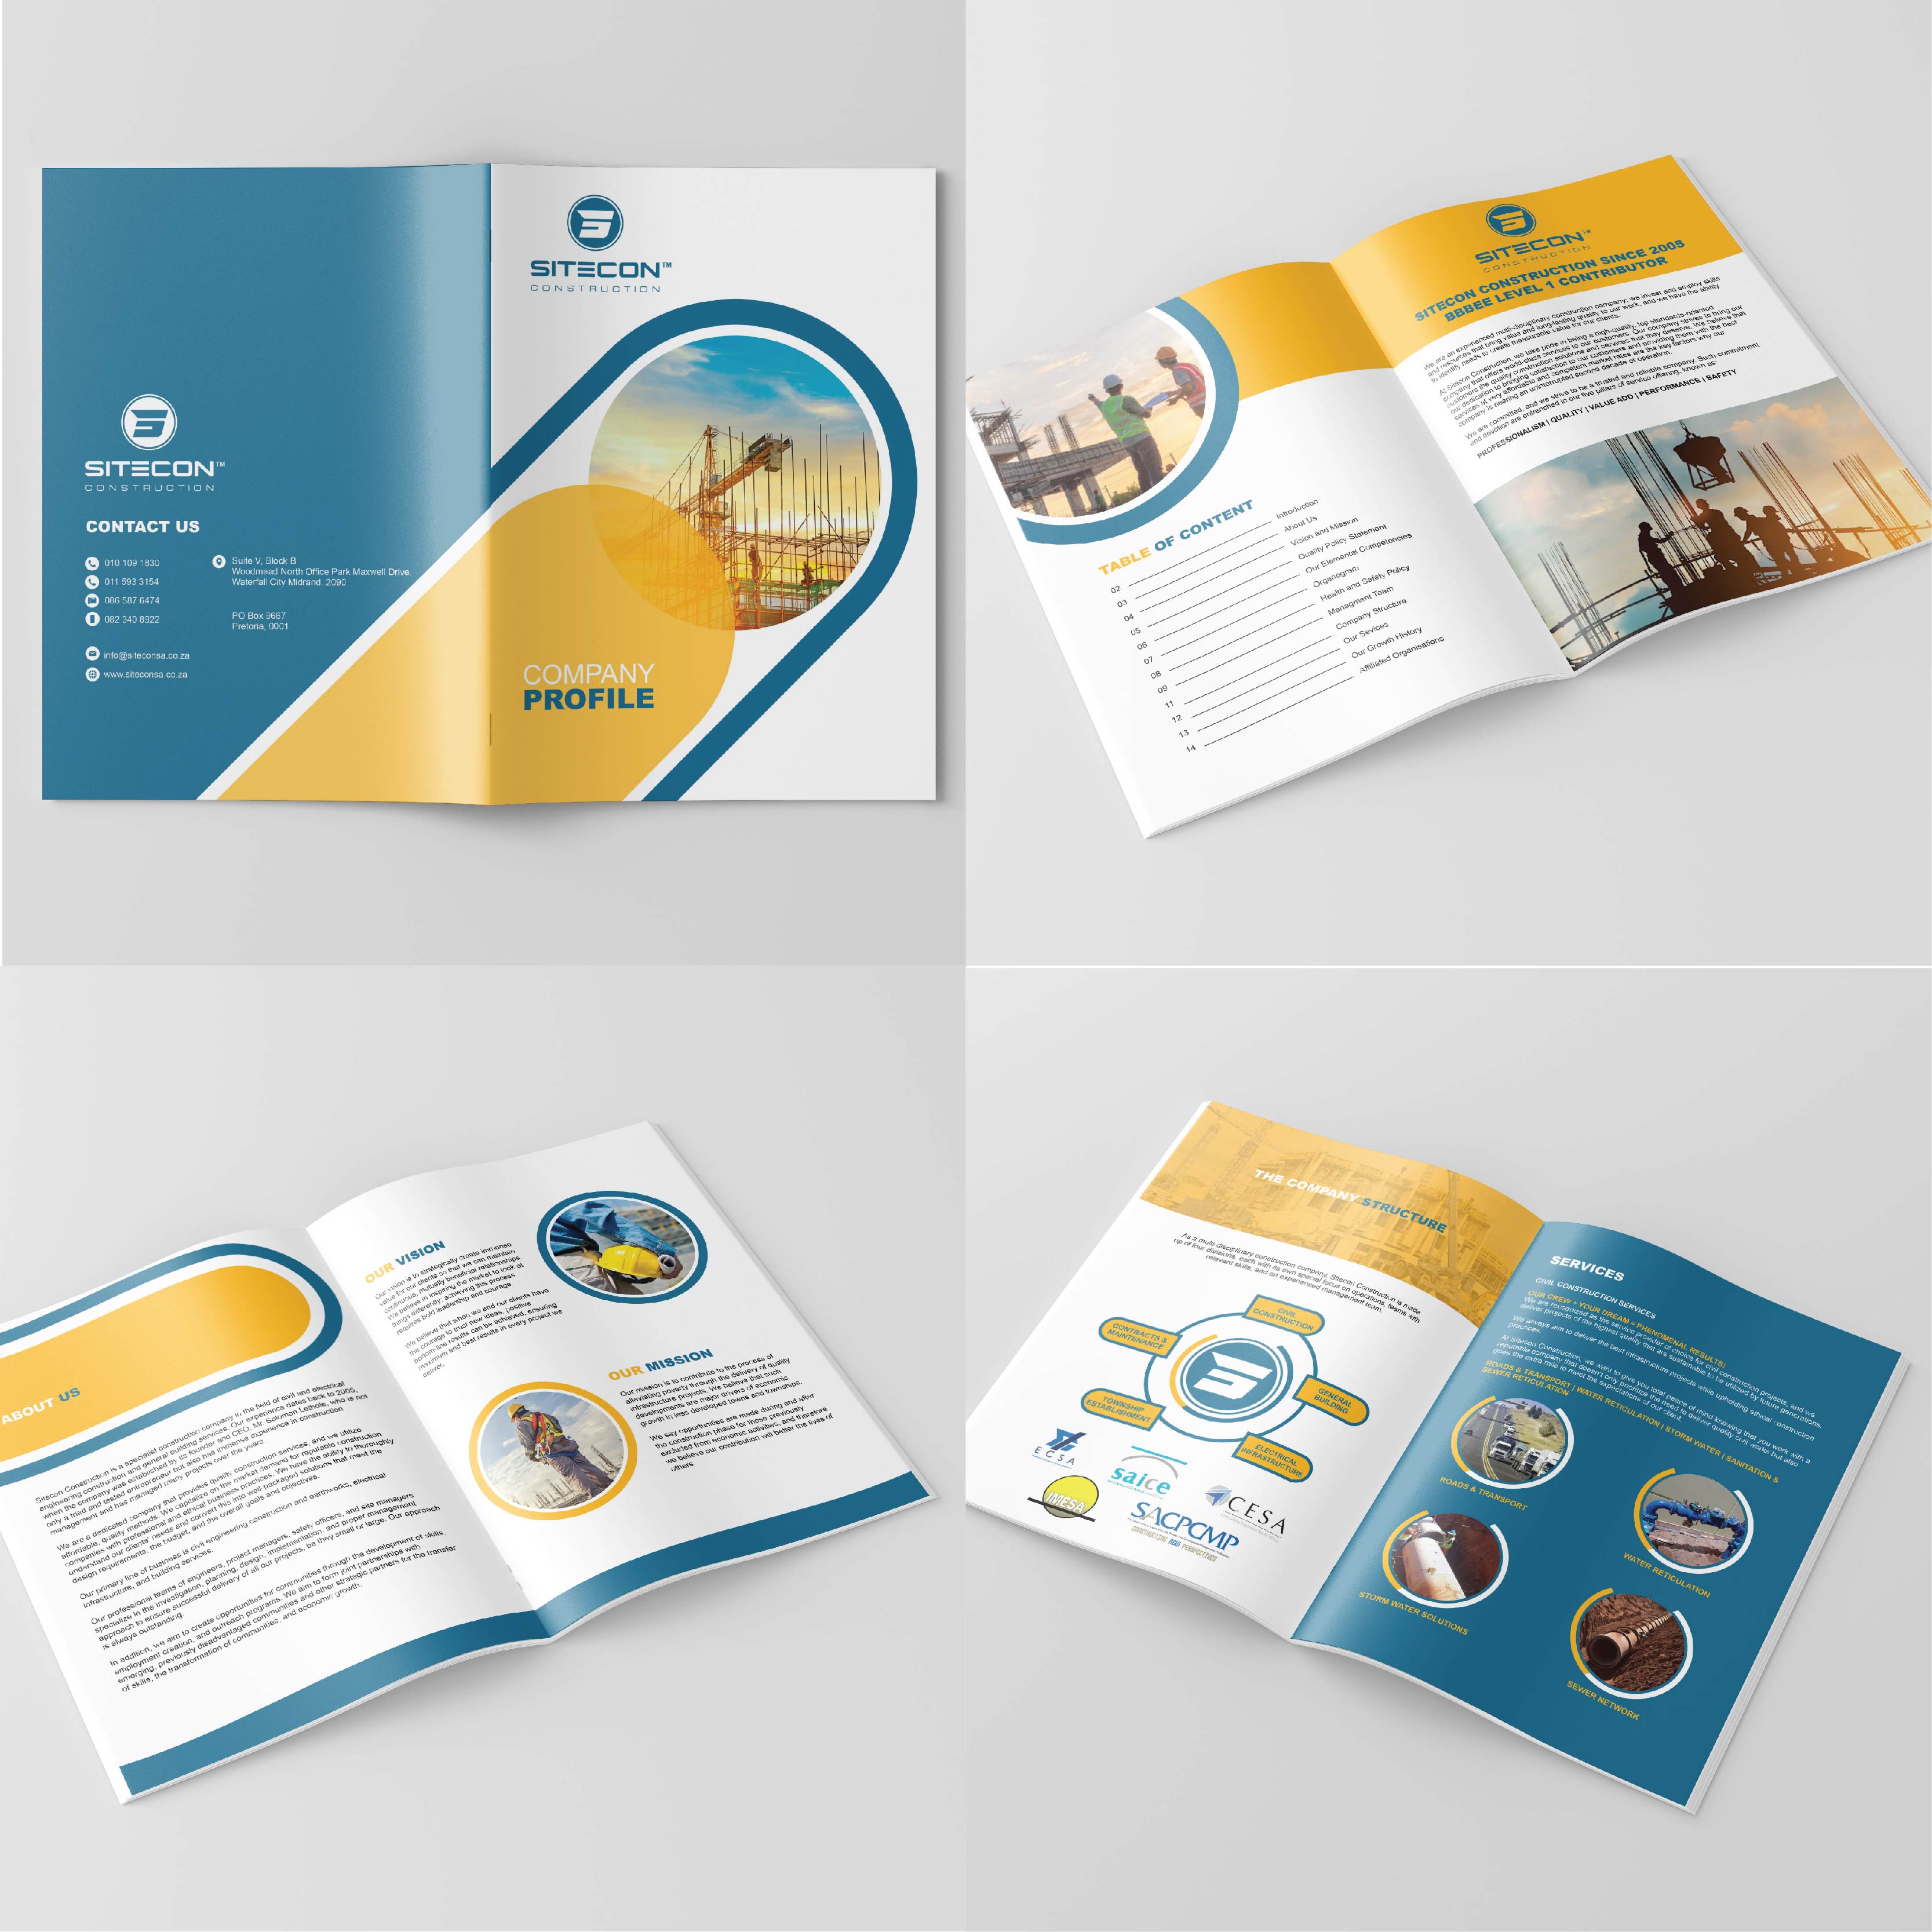 SITECON™
CONSTRUCTION
CONTACT US
010 109 1830
011 593 3154
086 587 6474
082 340 8922
info@siteconsa.co.za
www.siteconsa.co.za
Suite V, Block B
Woodmead North Office Park Maxwell Drive,
Waterfall City Midrand, 2090
PO Box 9667
Pretoria, 0001
SITECON™
CONSTRUCTION
COMPANY
PROFILE
TABLE OF CONTENT
02 Introduction
03 About Us
04 Vision and Mission
05 Quality Policy Statement
06 Our Elemental Competencies
07 Organogram
08 Health and Safety Policy
09 Managment Team
11 Company Structure
12 Our Sevices
13 Our Growth History
14 Affiliated Organisations
SITECON™
CONSTRUCTION
SITECON CONSTRUCTION SINCE 2005
BBBEE LEVEL 1 CONTRIBUTOR
We are an experienced multi-disciplinary construction company; we invest and employ skills
and resources that bring value and long-lasting quality to our work, and we have the ability
to identify needs to create measurable value for our clients.
At Sitecon Construction, we take pride in being a high-quality, top standards-oriented
company that offers world-class services to our customers. Our company strives to bring our
customers the quality construction solutions and services that they deserve. We believe that
our dedication to bringing satisfaction to our customers and providing them with the best
services at very affordable and competent market rates are the key factors why our
company is nearing an uninterrupted second decade of operation.
We are committed, and we strive to be a trusted and reliable company. Such commitment
and devotion are entrenched in our five pillars of service offering, known as
PROFESSIONALISM | QUALITY | VALUE ADD | PERFORMANCE | SAFETY
ABOUT US
Sitecon Construction is a specialist construction company in the field of civil and electrical
engineering construction and general building services. Our experience dates back to 2005,
when the company was established by its founder and CEO, Mr. Solomon Lethole, who is not
only a tried and tested entrepreneur but also has immense experience in construction
management and has managed many projects over the years.
We are a dedicated company that provides quality construction services, and we utilize
affordable, quality methods. We capitalize on the market demand for reputable construction
companies with professional and ethical business practices. We have the ability to thoroughly
understand our clients' needs and convert this into well-packaged solutions that meet the
design requirements, the budget, and the overall goals and objectives.
Our primary line of business is civil engineering construction and earthworks, electrical
infrastructure, and building services.
Our professional teams of engineers, project managers, safety officers, and site managers
specialize in the investigation, planning, design, implementation, and proper management
approach to ensure successful delivery of all our projects, be they small or large. Our approach
is always outstanding.
In addition, we aim to create opportunities for communities through the development of skills,
employment creation, and outreach programs. We aim to form joint partnerships with
emerging, previously disadvantaged communities and other strategic partners for the transfer
of skills, the transformation of communities, and economic growth.
OUR VISION
Our vision is to strategically create immense
value for our clients so that we can maintain
continuous, mutually beneficial relationships.
We believe in inspiring the market to look at
things differently; achieving this process
requires bold leadership and courage.
We believe that when we and our clients have
the courage to trust new ideas, positive
bottom-line results can be achieved, ensuring
maximum and best results in every project we
deliver.
OUR MISSION
Our mission is to contribute to the process of
alleviating poverty through the delivery of quality
infrastructure projects. We believe that such
developments are major drivers of economic
growth in less developed towns and townships.
We say opportunities are made during and after
the construction phase for those previously
excluded from economic activities, and therefore
we believe our contribution will better the lives of
others.
THE COMPANY STRUCTURE
As a multi-disciplinary construction company, Sitecon Construction is made
up of four divisions, each with its own special focus on operations, teams with
relevant skills, and an experienced management team.
CIVIL
CONSTRUCTION
CONTRACTS &
MAINTENANCE
GENERAL
BUILDING
TOWNSHIP
ESTABLISHMENT
ELECTRICAL
INFRASTRUCTURE
ECSA
saice
IMESA
SACPCMP
CESA
SERVICES
CIVIL CONSTRUCTION SERVICES
OUR CREW + YOUR DREAM = PHENOMENAL RESULTS!
We are recognized as the service provider of choice for civil construction projects, and we
deliver projects of the highest quality that are sustainable to be utilized by future generations.
We always aim to deliver the best infrastructure projects while upholding ethical construction
practices.
At Sitecon Construction, we want to give you total peace of mind knowing that you work with a
reputable company that doesn't only prioritize the need to deliver quality civil works but also
goes the extra mile to meet the expectations of our client.
ROADS & TRANSPORT | WATER RETICULATION | STORM WATER | SANITATION &
SEWER RETICULATION
ROADS & TRANSPORT
WATER RETICULATION
STORM WATER SOLUTIONS
SEWER NETWORK